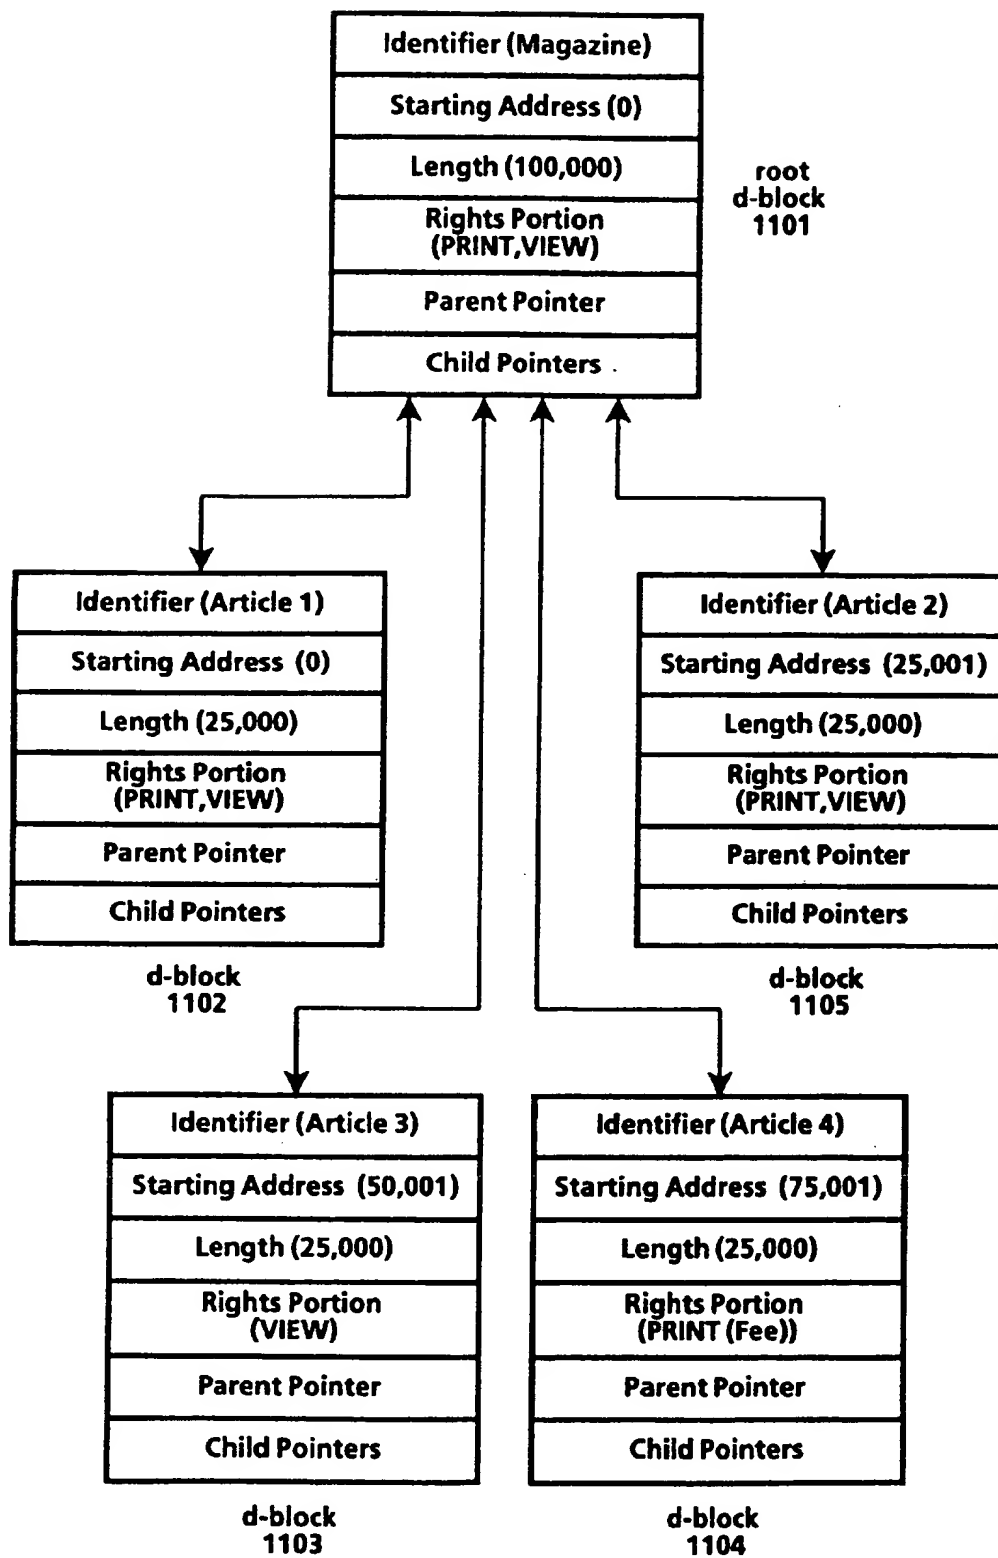 Identifier (Magazine)
Starting Address (0)
Length (100,000)
Rights Portion
(PRINT,VIEW)
Parent Pointer
Child Pointers
root
d-block
1101
Identifier (Article 1)
Starting Address (0)
Length (25,000)
Rights Portion
(PRINT,VIEW)
Parent Pointer
Child Pointers
d-block
1102
Identifier (Article 2)
Starting Address (25,001)
Length (25,000)
Rights Portion
(PRINT,VIEW)
Parent Pointer
Child Pointers
d-block
1105
Identifier (Article 3)
Starting Address (50,001)
Length (25,000)
Rights Portion
(VIEW)
Parent Pointer
Child Pointers
d-block
1103
Identifier (Article 4)
Starting Address (75,001)
Length (25,000)
Rights Portion
(PRINT (Fee))
Parent Pointer
Child Pointers
d-block
1104